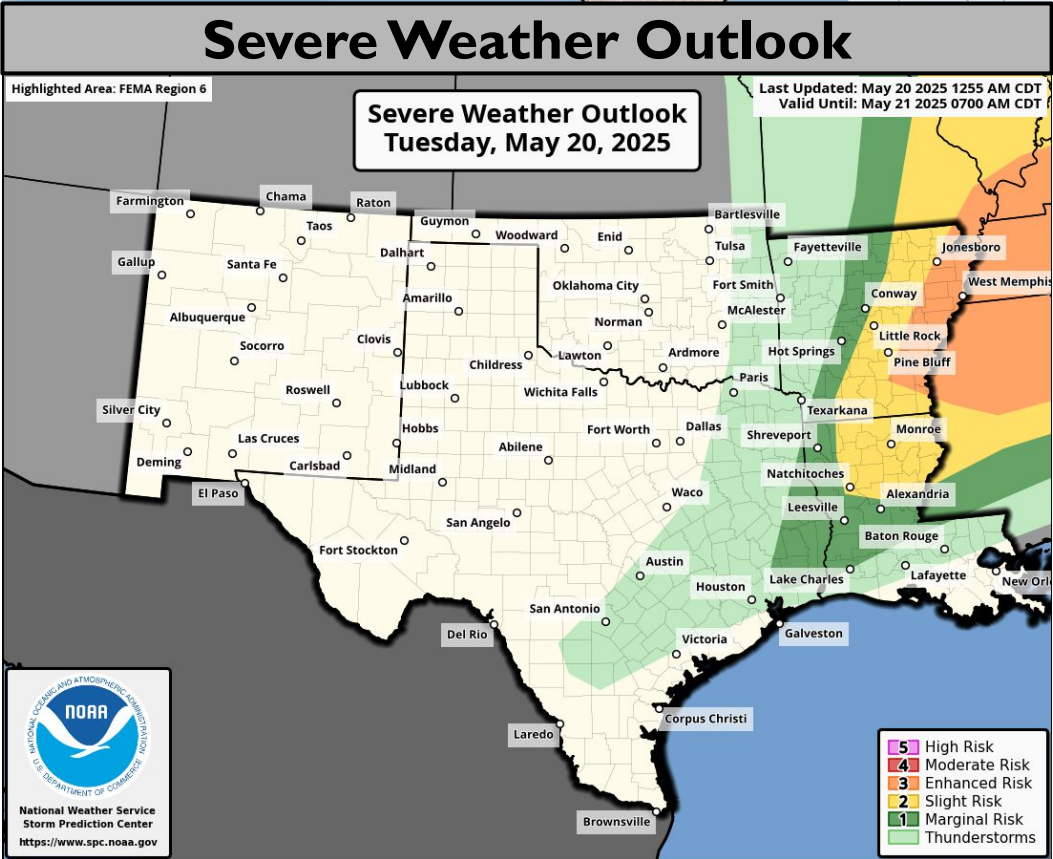 Severe Weather Outlook
Highlighted Area: FEMA Region 6
Severe Weather Outlook
Tuesday, May 20, 2025
Last Updated: May 20 2025 1255 AM CDT
Valid Until: May 21 2025 0700 AM CDT
Farmington
Chama
Raton
Taos
Guymon
Woodward
Enid
Bartlesville
Tulsa
Fayetteville
Jonesboro
Gallup
Santa Fe
Dalhart
Oklahoma City
Fort Smith
West Memphis
Albuquerque
Amarillo
Norman
McAlester
Conway
Socorro
Clovis
Childress
Lawton
Ardmore
Hot Springs
Little Rock
Pine Bluff
Roswell
Lubbock
Wichita Falls
Paris
Texarkana
Silver City
Las Cruces
Hobbs
Abilene
Fort Worth
Dallas
Shreveport
Monroe
Deming
Carlsbad
Midland
Natchitoches
El Paso
Waco
Leesville
Alexandria
San Angelo
Fort Stockton
Baton Rouge
Austin
Houston
Lake Charles
Lafayette
New Orl
San Antonio
Del Rio
Victoria
Galveston
Laredo
Corpus Christi
Brownsville
NATIONAL OCEANIC AND ATMOSPHERIC ADMINISTRATION
NOAA
U.S. DEPARTMENT OF COMMERCE
National Weather Service
Storm Prediction Center
https://www.spc.noaa.gov
5 High Risk
4 Moderate Risk
3 Enhanced Risk
2 Slight Risk
1 Marginal Risk
Thunderstorms